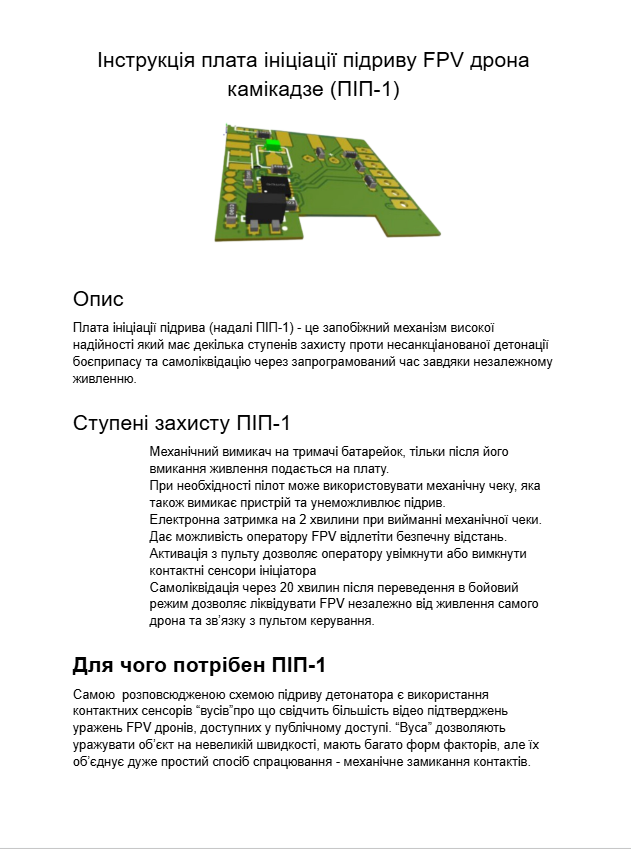 Інструкція плата ініціації підриву FPV дрона
камікадзе (ПІП-1)
Опис
Плата ініціації підрива (надалі ПІП-1) - це запобіжний механізм високої
надійності який має декілька ступенів захисту проти несанкціанованої детонації
боєприпасу та самоліквідацію через запрограмований час завдяки незалежному
живленню.
Ступені захисту ПІП-1
Механічний вимикач на тримачі батарейок, тільки після його
вмикання живлення подається на плату.
При необхідності пілот може використовувати механічну чеку, яка
також вимикає пристрій та унеможливлює підрив.
Електронна затримка на 2 хвилини при вийманні механічної чеки.
Дає можливість оператору FPV відлетіти безпечну відстань.
Активація з пульту дозволяє оператору увімкнути або вимкнути
контактні сенсори ініціатора
Самоліквідація через 20 хвилин після переведення в бойовий
режим дозволяє ліквідувати FPV незалежно від живлення самого
дрона та зв’язку з пультом керування.
Для чого потрібен ПІП-1
Самою  розповсюдженою схемою підриву детонатора є використання
контактних сенсорів “вусів”про що свідчить більшість відео підтверджень
уражень FPV дронів, доступних у публічному доступі. “Вуса” дозволяють
уражувати об’єкт на невеликій швидкості, мають багато форм факторів, але їх
об’єднує дуже простий спосіб спрацювання - механічне замикання контактів.